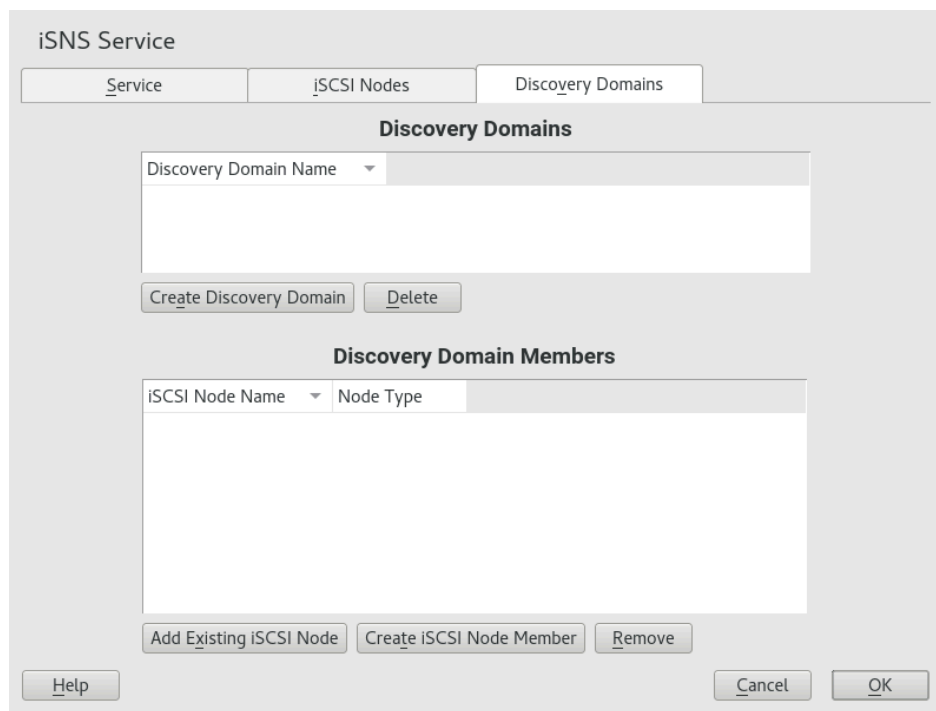 iSNS Service
Service iSCSI Nodes Discovery Domains
Discovery Domains
Discovery Domain Name
Create Discovery Domain Delete
Discovery Domain Members
iSCSI Node Name Node Type
Add Existing iSCSI Node Create iSCSI Node Member Remove
Help Cancel OK